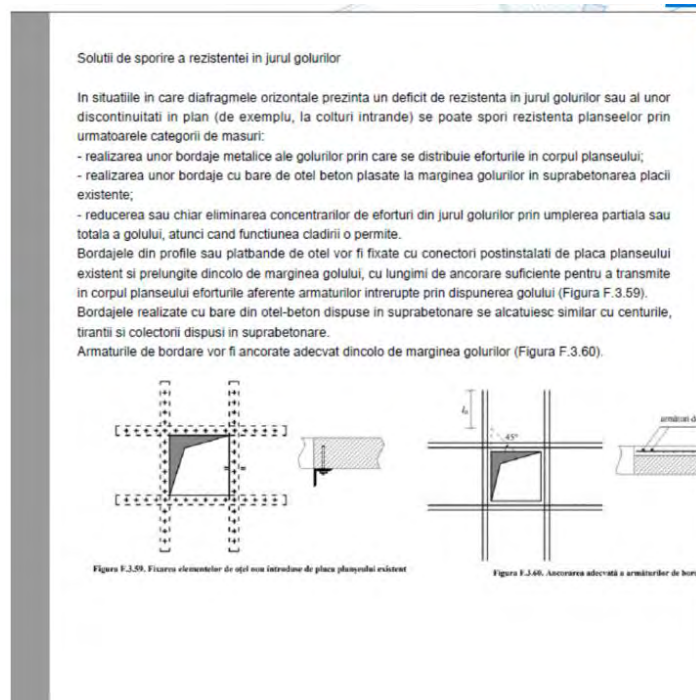 Solutii de sporire a rezistentei in jurul golurilor
In situatiile in care diafragmele orizontale prezinta un deficit de rezistenta in jurul golurilor sau al unor
discontinuitati in plan (de exemplu, la colturi intrande) se poate spori rezistenta planseelor prin
urmatoarele categorii de masuri:
- realizarea unor bordaje metalice ale golurilor prin care se distribuie eforturile in corpul planseului;
- realizarea unor bordaje cu bare de otel beton plasate la marginea golurilor in suprabetonarea placii
existente;
- reducerea sau chiar eliminarea concentrarilor de eforturi din jurul golurilor prin umplerea partiala sau
totala a golului, atunci cand functiunea cladirii o permite.
Bordajele din profile sau platbande de otel vor fi fixate cu conectori postinstalati de placa planseului
existent si prelungite dincolo de marginea golului, cu lungimi de ancorare suficiente pentru a transmite
in corpul planseului eforturile aferente armaturilor intrerupte prin dispunerea golului (Figura F.3.59).
Bordajele realizate cu bare din otel-beton dispuse in suprabetonare se alcatuiesc similar cu centurile,
tirantii si colectorii dispusi in suprabetonare.
Armaturile de bordare vor fi ancorate adecvat dincolo de marginea golurilor (Figura F.3.60).
45°
armături d
Figura F.3.59. Fixarea elementelor de oțel nou introduse de placa planșeului existent
Figura F.3.60. Ancorarea adecvată a armăturilor de bor